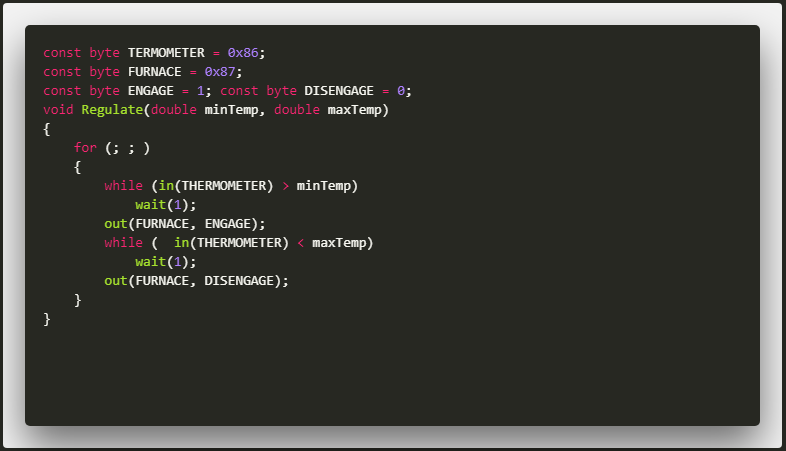 const byte TERMOMETER = 0x86;
const byte FURNACE = 0x87;
const byte ENGAGE = 1; const byte DISENGAGE = 0;
void Regulate(double minTemp, double maxTemp)
{
    for (; ; )
    {
        while (in(THERMOMETER) > minTemp)
            wait(1);
        out(FURNACE, ENGAGE);
        while (  in(THERMOMETER) < maxTemp)
            wait(1);
        out(FURNACE, DISENGAGE);
    }
}